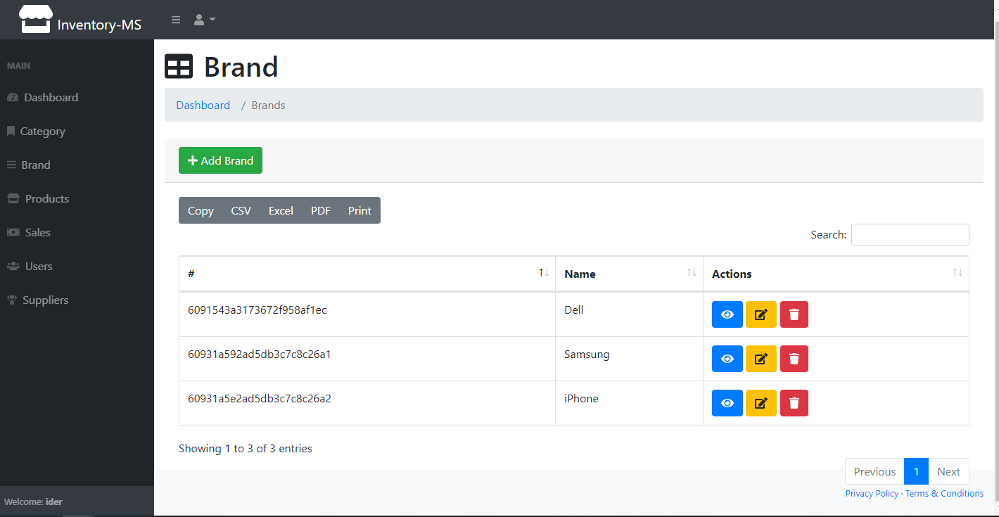 Inventory-MS
MAIN
Dashboard
Category
Brand
Products
Sales
Users
Suppliers
Welcome: ider
Brand
Dashboard / Brands
Add Brand
Copy CSV Excel PDF Print
Search:
# Name Actions
6091543a3173672f958af1ec Dell
60931a592ad5db3c7c8c26a1 Samsung
60931a5e2ad5db3c7c8c26a2 iPhone
Showing 1 to 3 of 3 entries
Previous 1 Next
Privacy Policy · Terms & Conditions